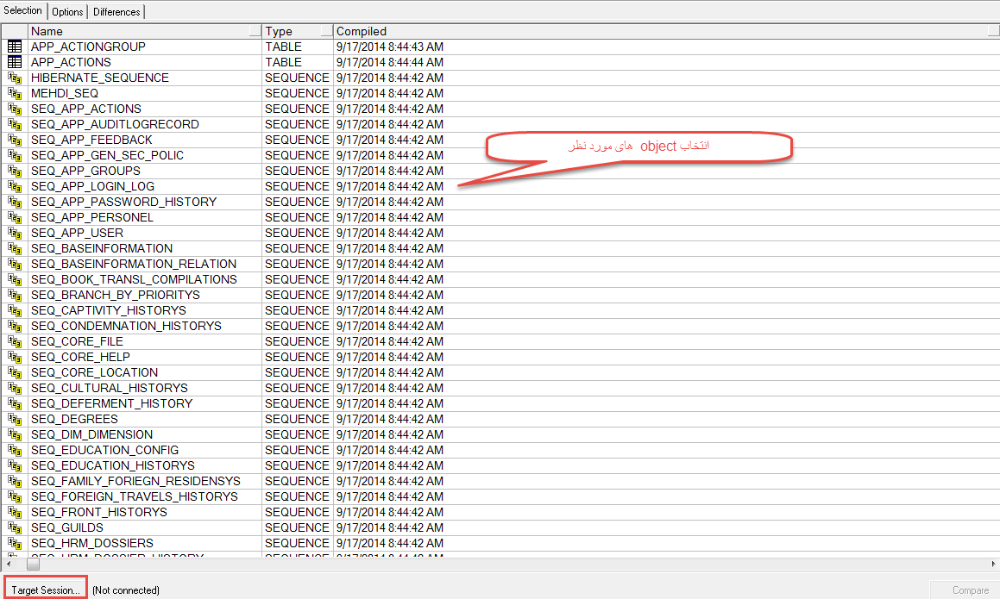 Selection Options Differences
Name Type Compiled
APP_ACTIONGROUP TABLE 9/17/2014 8:44:43 AM
APP_ACTIONS TABLE 9/17/2014 8:44:44 AM
HIBERNATE_SEQUENCE SEQUENCE 9/17/2014 8:44:42 AM
MEHDI_SEQ SEQUENCE 9/17/2014 8:44:42 AM
SEQ_APP_ACTIONS SEQUENCE 9/17/2014 8:44:42 AM
SEQ_APP_AUDITLOGRECORD SEQUENCE 9/17/2014 8:44:42 AM
SEQ_APP_FEEDBACK SEQUENCE 9/17/2014 8:44:42 AM
انتخاب object های مورد نظر
SEQ_APP_GEN_SEC_POLIC SEQUENCE 9/17/2014 8:44:42 AM
SEQ_APP_GROUPS SEQUENCE 9/17/2014 8:44:42 AM
SEQ_APP_LOGIN_LOG SEQUENCE 9/17/2014 8:44:42 AM
SEQ_APP_PASSWORD_HISTORY SEQUENCE 9/17/2014 8:44:42 AM
SEQ_APP_PERSONEL SEQUENCE 9/17/2014 8:44:42 AM
SEQ_APP_USER SEQUENCE 9/17/2014 8:44:42 AM
SEQ_BASEINFORMATION SEQUENCE 9/17/2014 8:44:42 AM
SEQ_BASEINFORMATION_RELATION SEQUENCE 9/17/2014 8:44:42 AM
SEQ_BOOK_TRANSL_COMPILATIONS SEQUENCE 9/17/2014 8:44:42 AM
SEQ_BRANCH_BY_PRIORITYS SEQUENCE 9/17/2014 8:44:42 AM
SEQ_CAPTIVITY_HISTORYS SEQUENCE 9/17/2014 8:44:42 AM
SEQ_CONDEMNATION_HISTORYS SEQUENCE 9/17/2014 8:44:42 AM
SEQ_CORE_FILE SEQUENCE 9/17/2014 8:44:42 AM
SEQ_CORE_HELP SEQUENCE 9/17/2014 8:44:42 AM
SEQ_CORE_LOCATION SEQUENCE 9/17/2014 8:44:42 AM
SEQ_CULTURAL_HISTORYS SEQUENCE 9/17/2014 8:44:42 AM
SEQ_DEFERMENT_HISTORY SEQUENCE 9/17/2014 8:44:42 AM
SEQ_DEGREES SEQUENCE 9/17/2014 8:44:42 AM
SEQ_DIM_DIMENSION SEQUENCE 9/17/2014 8:44:42 AM
SEQ_EDUCATION_CONFIG SEQUENCE 9/17/2014 8:44:42 AM
SEQ_EDUCATION_HISTORYS SEQUENCE 9/17/2014 8:44:42 AM
SEQ_FAMILY_FORIEGN_RESIDENSYS SEQUENCE 9/17/2014 8:44:42 AM
SEQ_FOREIGN_TRAVELS_HISTORYS SEQUENCE 9/17/2014 8:44:42 AM
SEQ_FRONT_HISTORYS SEQUENCE 9/17/2014 8:44:42 AM
SEQ_GUILDS SEQUENCE 9/17/2014 8:44:42 AM
SEQ_HRM_DOSSIERS SEQUENCE 9/17/2014 8:44:42 AM
SEQ_HRM_DOSSIER_HISTORY SEQUENCE 9/17/2014 8:44:42 AM
Target Session... (Not connected) Compare